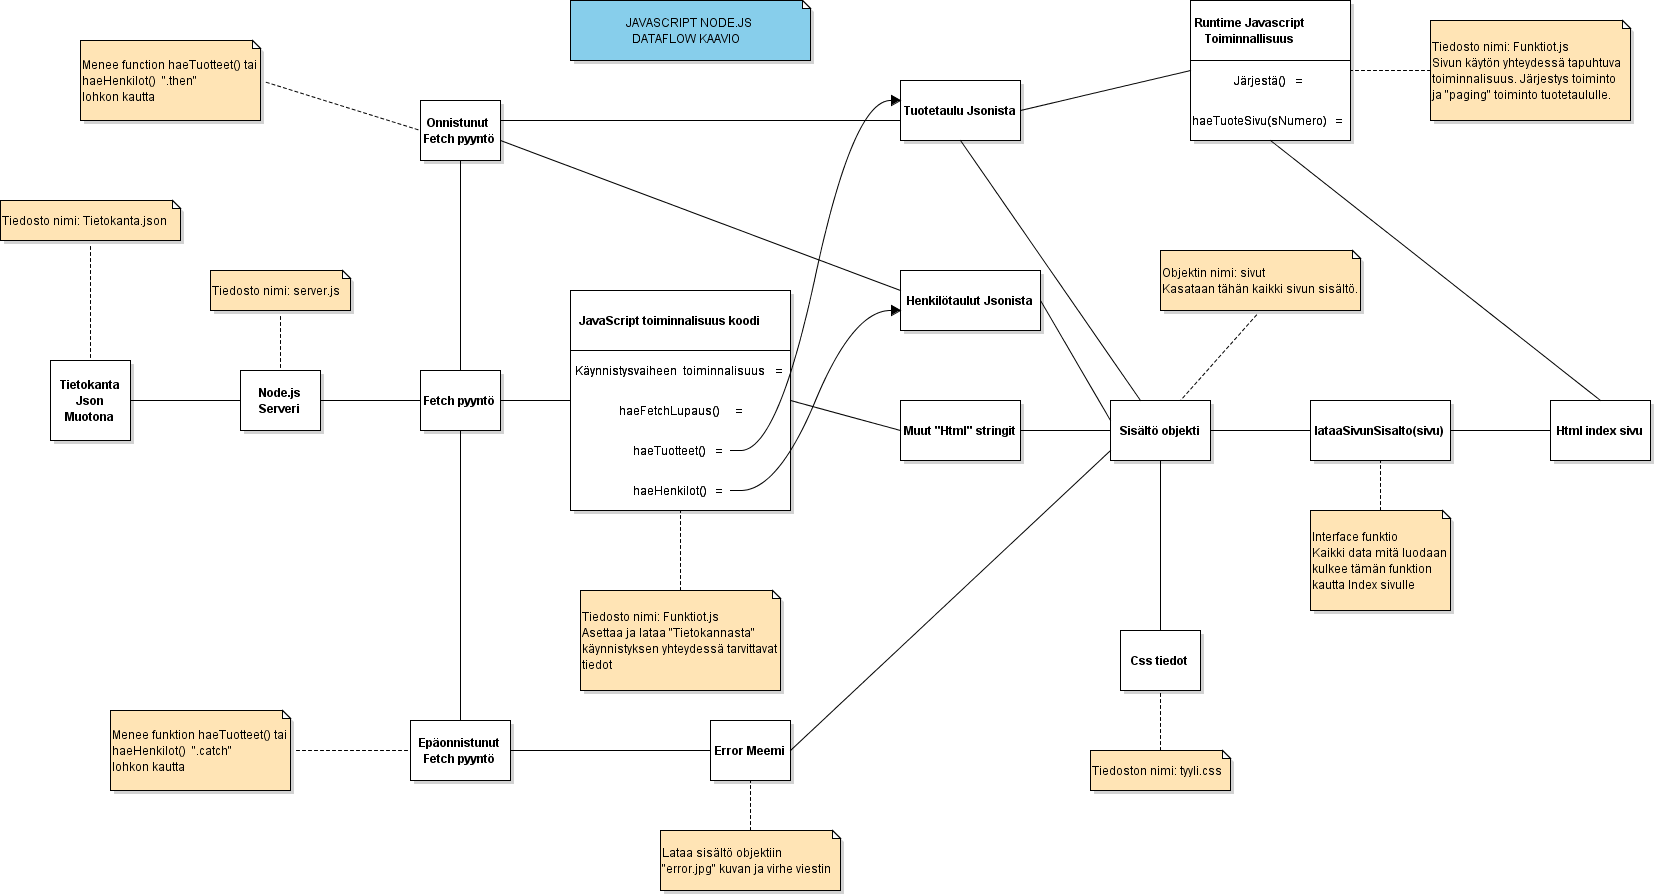 JAVASCRIPT NODE.JS
DATAFLOW KAAVIO
Runtime Javascript
Toiminnallisuus
Järjestä() =
haeTuoteSivu(sNumero) =
Tiedosto nimi: Funktiot.js
Sivun käytön yhteydessä tapuhtuva
toiminnalisuus. Järjestys toiminto
ja "paging" toiminto tuotetaululle.
Menee function haeTuotteet() tai
haeHenkilot() ".then"
lohkon kautta
Onnistunut
Fetch pyyntö
Tuotetaulu Jsonista
Tiedosto nimi: Tietokanta.json
Tiedosto nimi: server.js
Objektin nimi: sivut
Kasataan tähän kaikki sivun sisältö.
Henkilötaulut Jsonista
JavaScript toiminnalisuus koodi
Käynnistysvaiheen toiminnalisuus =
haeFetchLupaus() =
haeTuotteet() =
haeHenkilot() =
Tietokanta
Json
Muotona
Node.js
Serveri
Fetch pyyntö
Muut "Html" stringit
Sisältö objekti
lataaSivunSisalto(sivu)
Html index sivu
Interface funktio
Kaikki data mitä luodaan
kulkee tämän funktion
kautta Index sivulle
Tiedosto nimi: Funktiot.js
Asettaa ja lataa "Tietokannasta"
käynnistyksen yhteydessä tarvittavat
tiedot
Css tiedot
Menee funktion haeTuotteet() tai
haeHenkilot() ".catch"
lohkon kautta
Epäonnistunut
Fetch pyyntö
Error Meemi
Tiedoston nimi: tyyli.css
Lataa sisältö objektiin
"error.jpg" kuvan ja virhe viestin